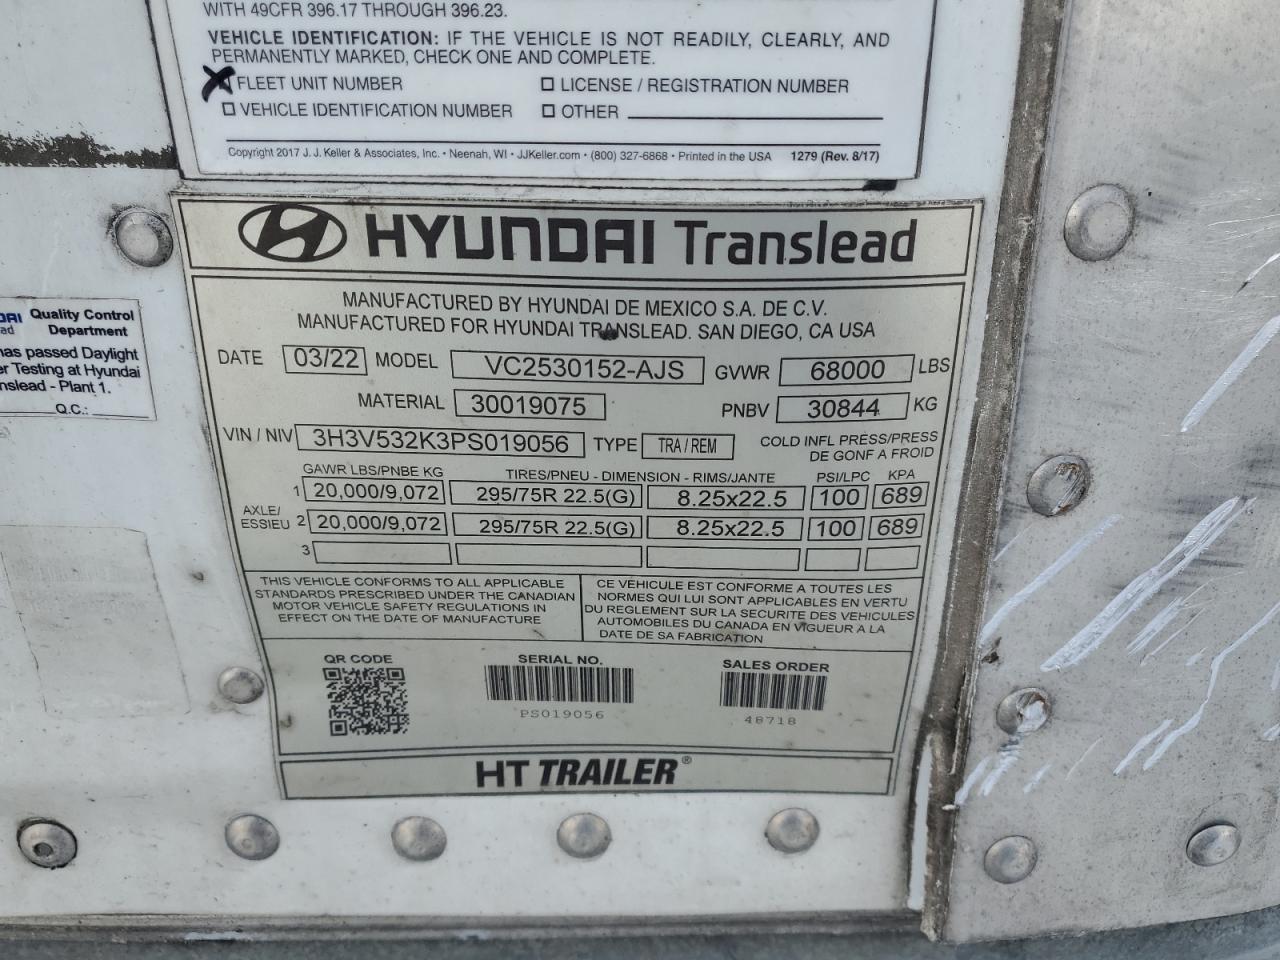 WITH 49CFR 396.17 THROUGH 396.23.
VEHICLE IDENTIFICATION: IF THE VEHICLE IS NOT READILY, CLEARLY, AND
PERMANENTLY MARKED, CHECK ONE AND COMPLETE.
FLEET UNIT NUMBER
LICENSE / REGISTRATION NUMBER
VEHICLE IDENTIFICATION NUMBER
OTHER
Copyright 2017 J. J. Keller & Associates, Inc. • Neenah, WI • JJKeller.com • (800) 327-6868 • Printed in the USA 1279 (Rev. 8/17)
HYUNDAI Translead
MANUFACTURED BY HYUNDAI DE MEXICO S.A. DE C.V.
MANUFACTURED FOR HYUNDAI TRANSLEAD. SAN DIEGO, CA USA
DATE 03/22 MODEL VC2530152-AJS GVWR 68000 LBS
MATERIAL 30019075 PNBV 30844 KG
VIN / NIV 3H3V532K3PS019056 TYPE TRA / REM COLD INFL PRESS/PRESS
DE GONF A FROID
GAWR LBS/PNBE KG TIRES/PNEU - DIMENSION - RIMS/JANTE PSI/LPC KPA
AXLE/
ESSIEU
1 20,000/9,072 295/75R 22.5(G) 8.25x22.5 100 689
2 20,000/9,072 295/75R 22.5(G) 8.25x22.5 100 689
3
THIS VEHICLE CONFORMS TO ALL APPLICABLE
STANDARDS PRESCRIBED UNDER THE CANADIAN
MOTOR VEHICLE SAFETY REGULATIONS IN
EFFECT ON THE DATE OF MANUFACTURE
CE VÉHICULE EST CONFORME A TOUTES LES
NORMES QUI LUI SONT APPLICABLES EN VERTU
DU REGLEMENT SUR LA SECURITE DES VÉHICULES
AUTOMOBILES DU CANADA EN VIGUEUR A LA
DATE DE SA FABRICATION
QR CODE
SERIAL NO.
PS019056
SALES ORDER
48718
HT TRAILER®
Quality Control
Department
has passed Daylight
Testing at Hyundai
- Plant 1.
Q.C.: